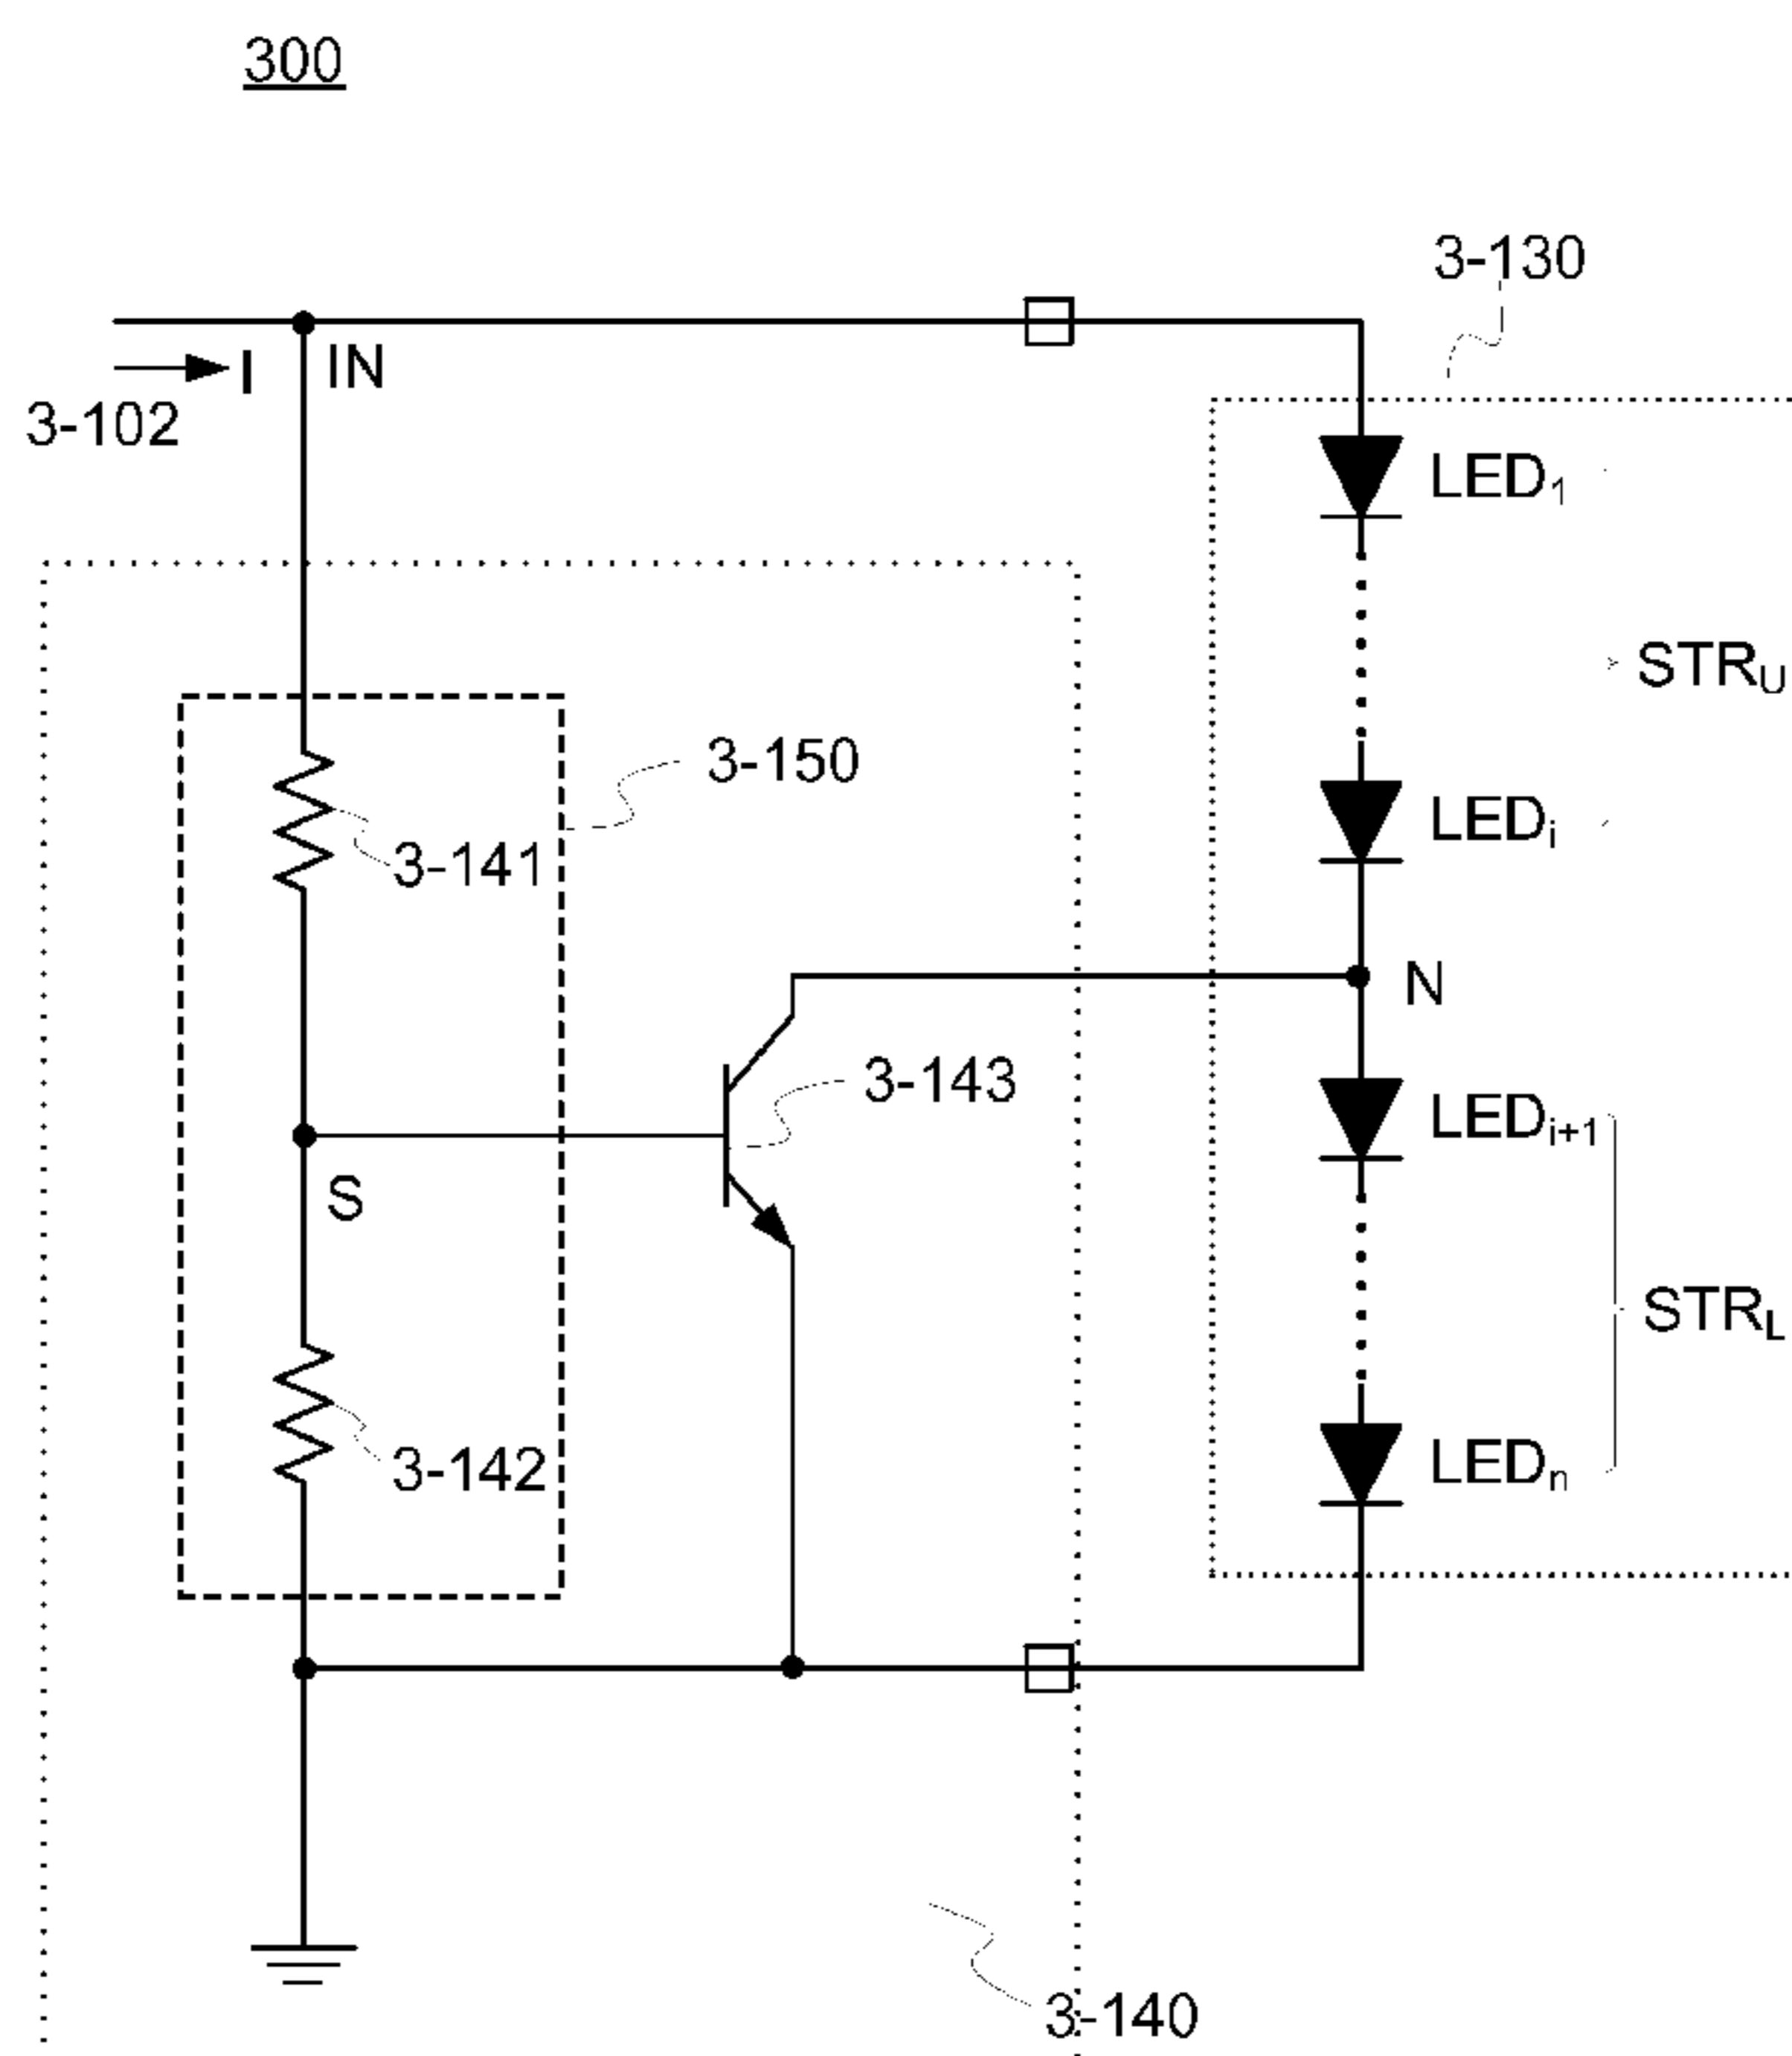 300
3-130
I
IN
3-102
LED1
STRU
3-150
LEDi
3-141
N
3-143
LEDi+1
S
STRL
LEDn
3-142
3-140